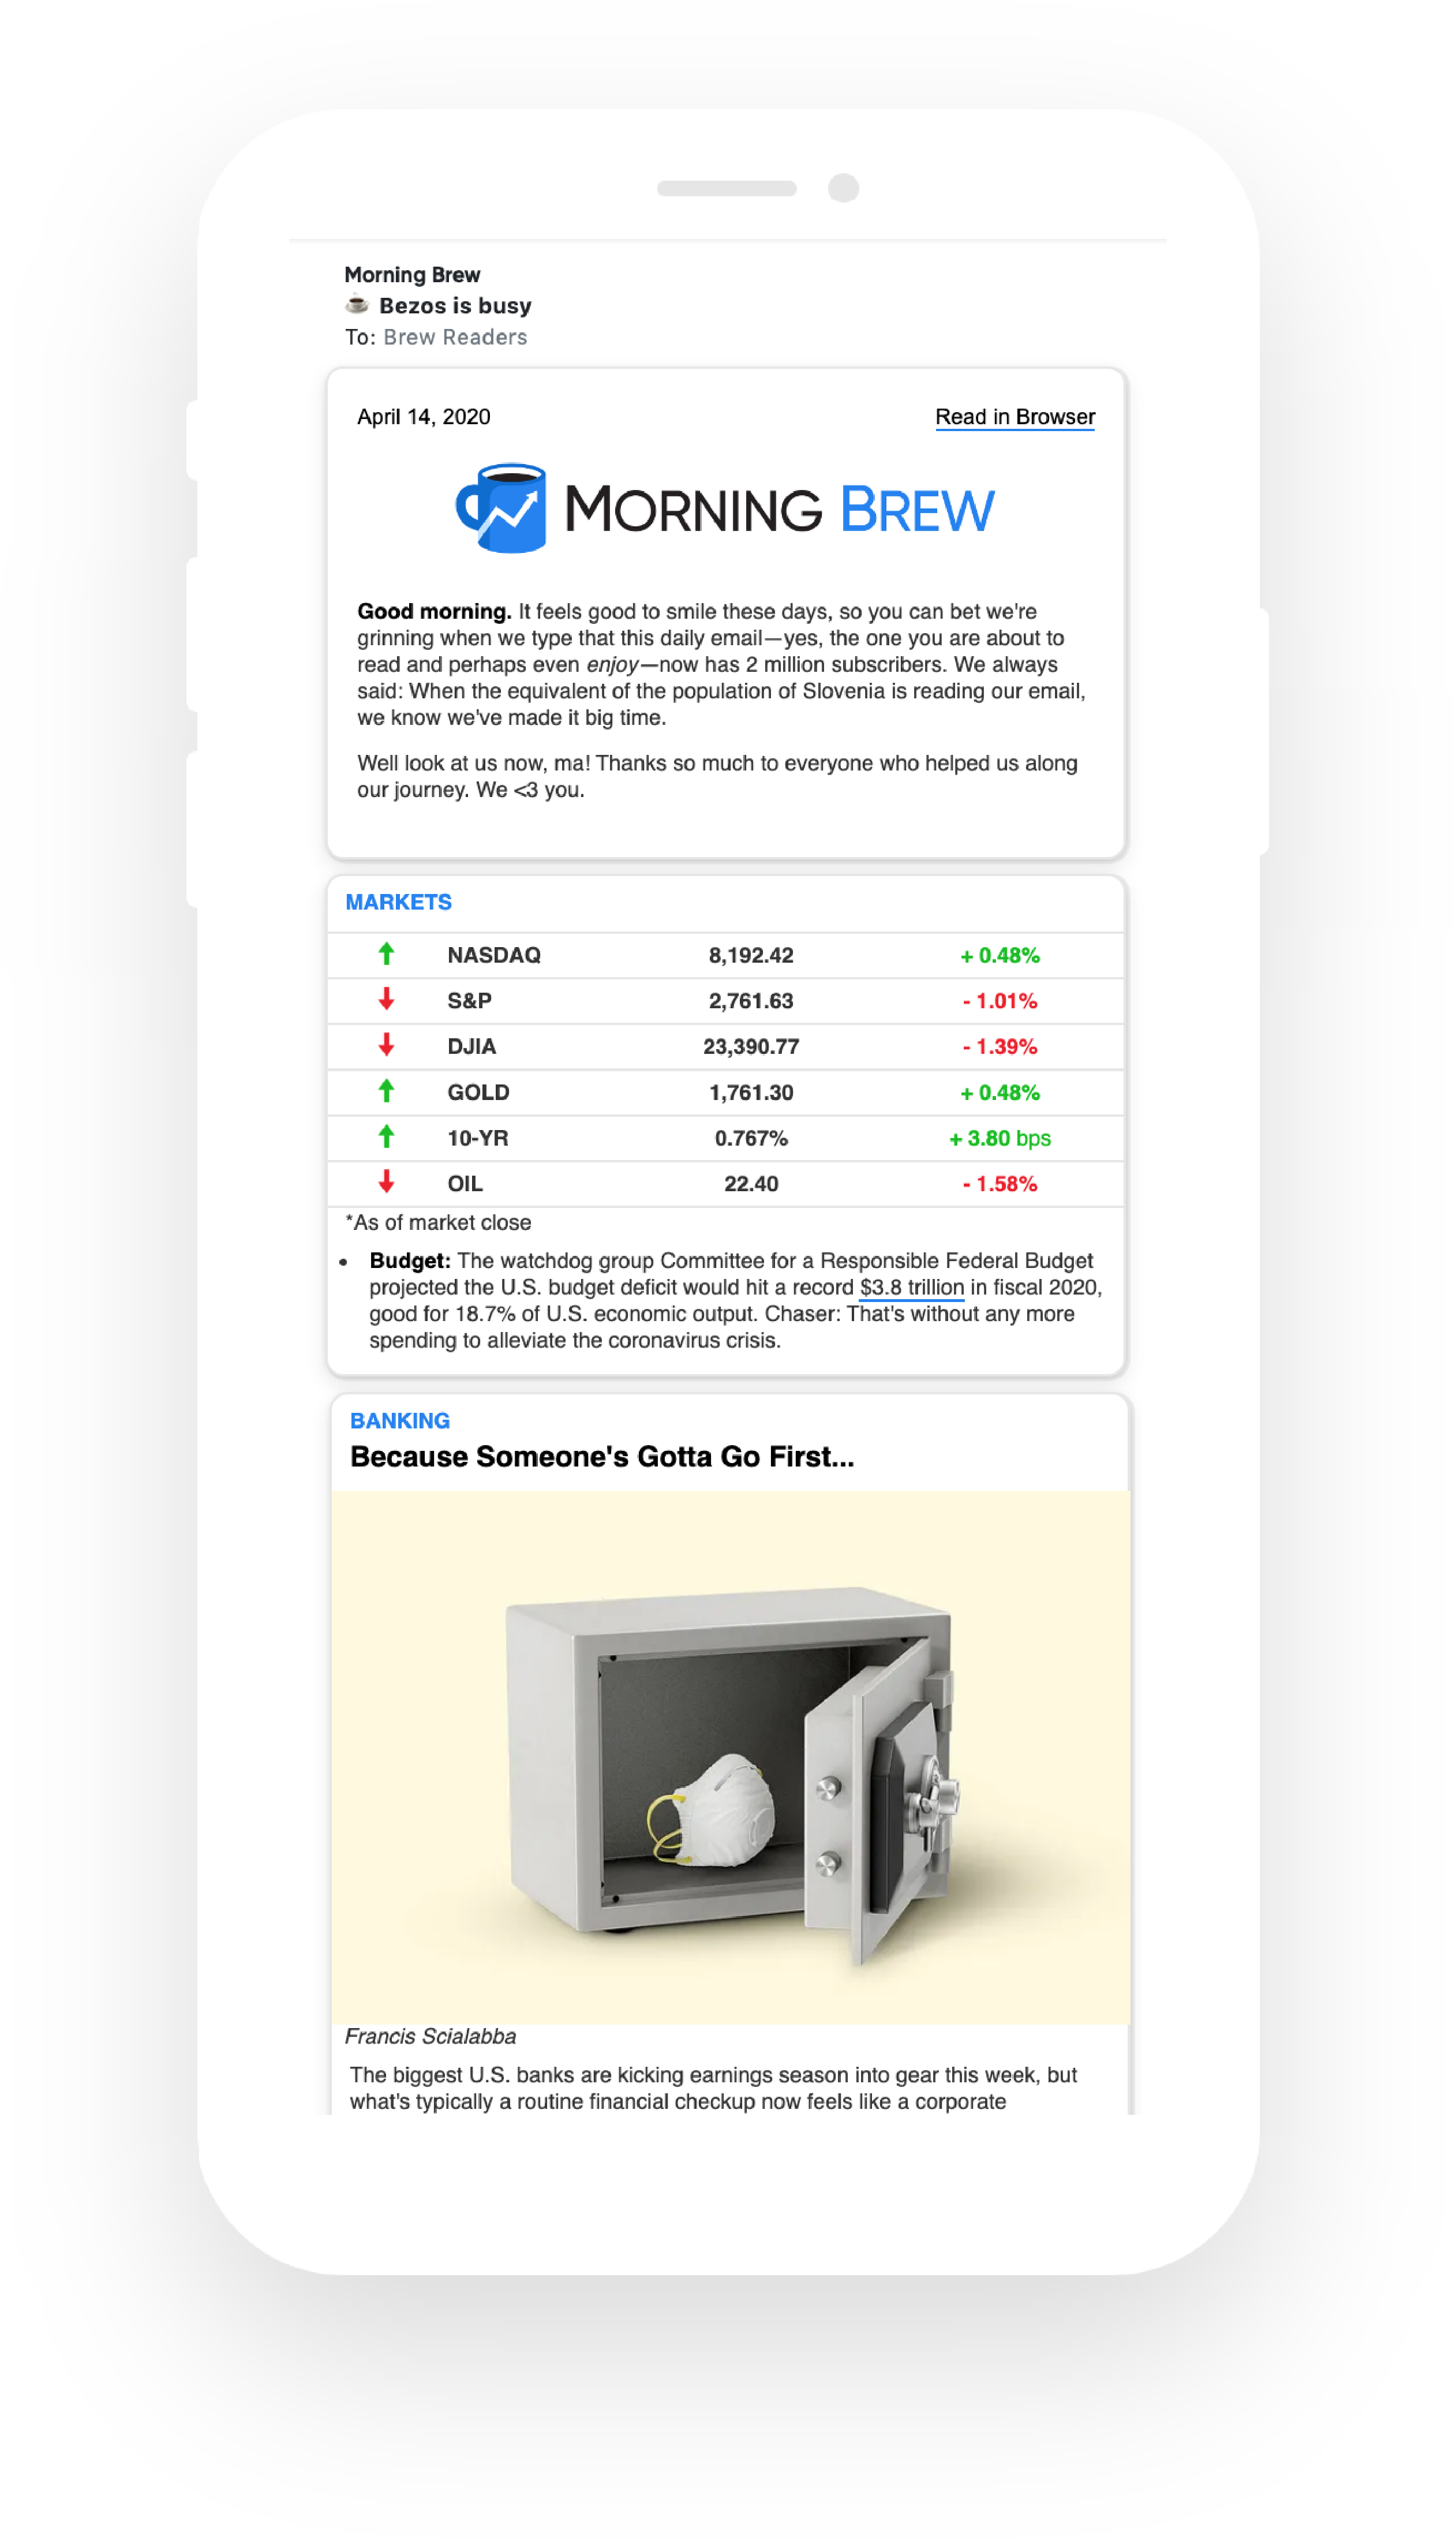 Morning Brew
☕ Bezos is busy
To: Brew Readers
April 14, 2020 Read in Browser
MORNING BREW
Good morning. It feels good to smile these days, so you can bet we're
grinning when we type that this daily email—yes, the one you are about to
read and perhaps even enjoy—now has 2 million subscribers. We always
said: When the equivalent of the population of Slovenia is reading our email,
we know we've made it big time.
Well look at us now, ma! Thanks so much to everyone who helped us along
our journey. We <3 you.
MARKETS
NASDAQ 8,192.42 + 0.48%
S&P 2,761.63 - 1.01%
DJIA 23,390.77 - 1.39%
GOLD 1,761.30 + 0.48%
10-YR 0.767% + 3.80 bps
OIL 22.40 - 1.58%
*As of market close
• Budget: The watchdog group Committee for a Responsible Federal Budget
projected the U.S. budget deficit would hit a record $3.8 trillion in fiscal 2020,
good for 18.7% of U.S. economic output. Chaser: That's without any more
spending to alleviate the coronavirus crisis.
BANKING
Because Someone's Gotta Go First...
Francis Scialabba
The biggest U.S. banks are kicking earnings season into gear this week, but
what's typically a routine financial checkup now feels like a corporate